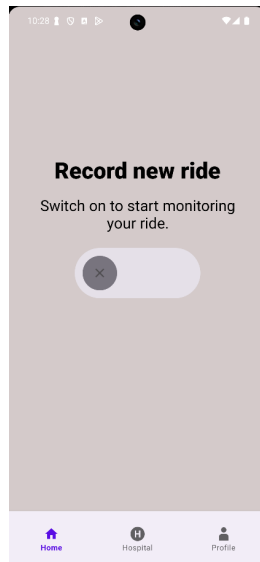 10:28
Record new ride
Switch on to start monitoring
your ride.
Home
H
Hospital
Profile